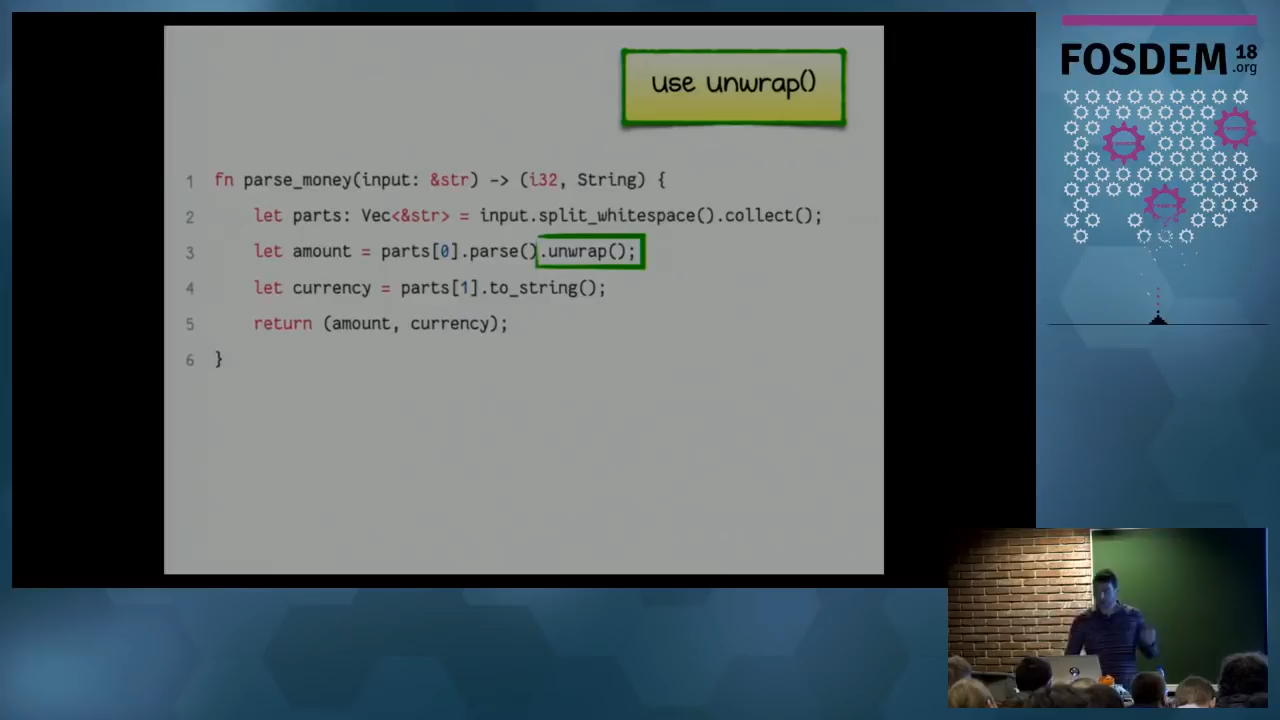 use unwrap()
1 fn parse_money(input: &str) -> (i32, String) {
2 let parts: Vec<&str> = input.split_whitespace().collect();
3 let amount = parts[0].parse().unwrap();
4 let currency = parts[1].to_string();
5 return (amount, currency);
6 }
FOSDEM 18
.org